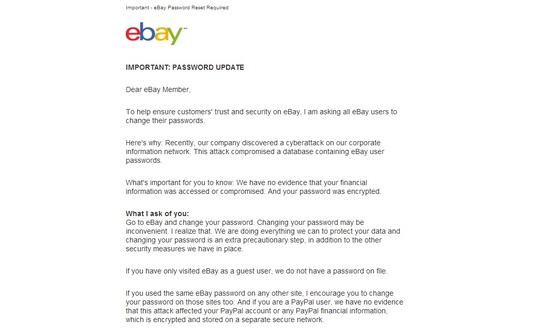 Important - eBay Password Reset Required
ebay™
IMPORTANT: PASSWORD UPDATE
Dear eBay Member,
To help ensure customers' trust and security on eBay, I am asking all eBay users to
change their passwords.
Here's why: Recently, our company discovered a cyberattack on our corporate
information network. This attack compromised a database containing eBay user
passwords.
What's important for you to know: We have no evidence that your financial
information was accessed or compromised. And your password was encrypted.
What I ask of you:
Go to eBay and change your password. Changing your password may be
inconvenient. I realize that. We are doing everything we can to protect your data and
changing your password is an extra precautionary step, in addition to the other
security measures we have in place.
If you have only visited eBay as a guest user, we do not have a password on file.
If you used the same eBay password on any other site, I encourage you to change
your password on those sites too. And if you are a PayPal user, we have no evidence
that this attack affected your PayPal account or any PayPal financial information,
which is encrypted and stored on a separate secure network.